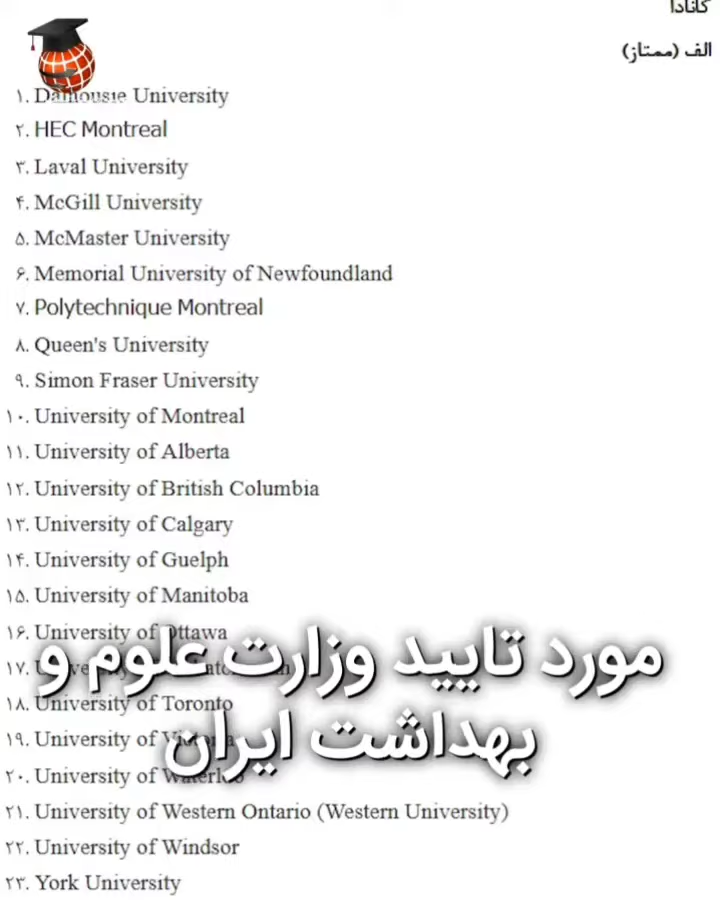 کانادا
الف (ممتاز)
۱. Dalhousie University
۲. HEC Montreal
۳. Laval University
۴. McGill University
۵. McMaster University
۶. Memorial University of Newfoundland
۷. Polytechnique Montreal
۸. Queen's University
۹. Simon Fraser University
۱۰. University of Montreal
۱۱. University of Alberta
۱۲. University of British Columbia
۱۳. University of Calgary
۱۴. University of Guelph
۱۵. University of Manitoba
۱۶. University of Ottawa
۱۷.
۱۸. University of Toronto
۱۹. University of Victoria
۲۰. University of Waterloo
۲۱. University of Western Ontario (Western University)
۲۲. University of Windsor
۲۳. York University
مورد تایید وزارت علوم و
بهداشت ایران